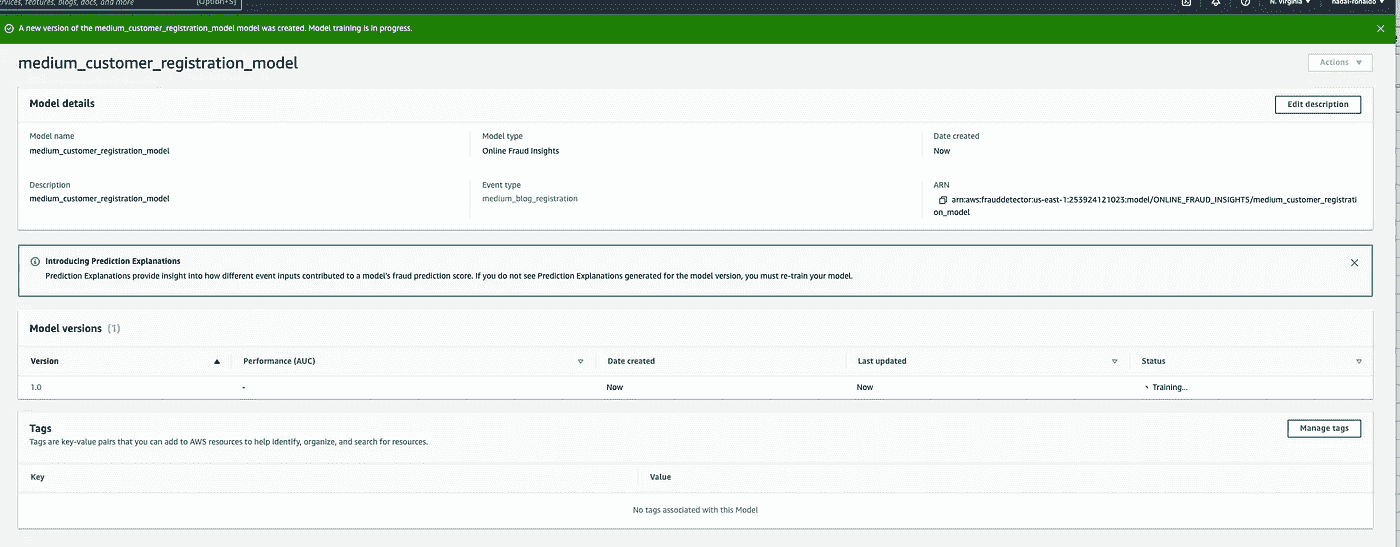 services, features, blogs, docs, and more [Option+S] N. Virginia nadal-ronaldo
A new version of the medium_customer_registration_model model was created. Model training is in progress.
medium_customer_registration_model
Actions
Model details
Edit description
Model name
medium_customer_registration_model
Model type
Online Fraud Insights
Date created
Now
Description
medium_customer_registration_model
Event type
medium_blog_registration
ARN
arn:aws:frauddetector:us-east-1:253924121023:model/ONLINE_FRAUD_INSIGHTS/medium_customer_registrati
on_model
Introducing Prediction Explanations
Prediction Explanations provide insight into how different event inputs contributed to a model's fraud prediction score. If you do not see Prediction Explanations generated for the model version, you must re-train your model.
Model versions (1)
Version Performance (AUC) Date created Last updated Status
1.0 - Now Now Training...
Tags
Manage tags
Tags are key-value pairs that you can add to AWS resources to help identify, organize, and search for resources.
Key Value
No tags associated with this Model